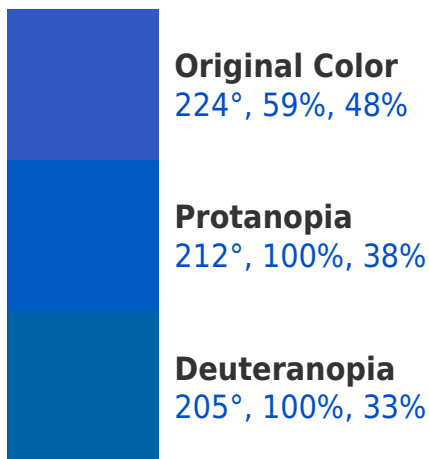 Original Color
224°, 59%, 48%
Protanopia
212°, 100%, 38%
Deuteranopia
205°, 100%, 33%